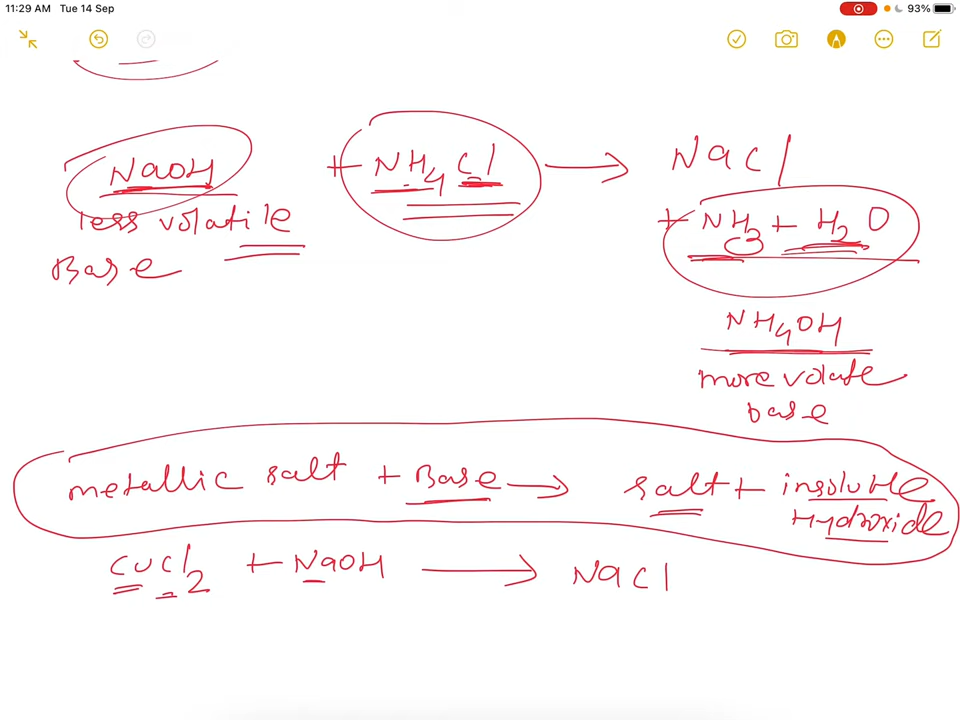 11:29 AM Tue 14 Sep 93%
NaOH + NH4Cl → NaCl
less volatile + NH3 + H2O
Base
NH4OH
more volate
base
metallic salt + Base → salt + insoluble
Hydroxide
CuCl2 + NaOH → NaCl